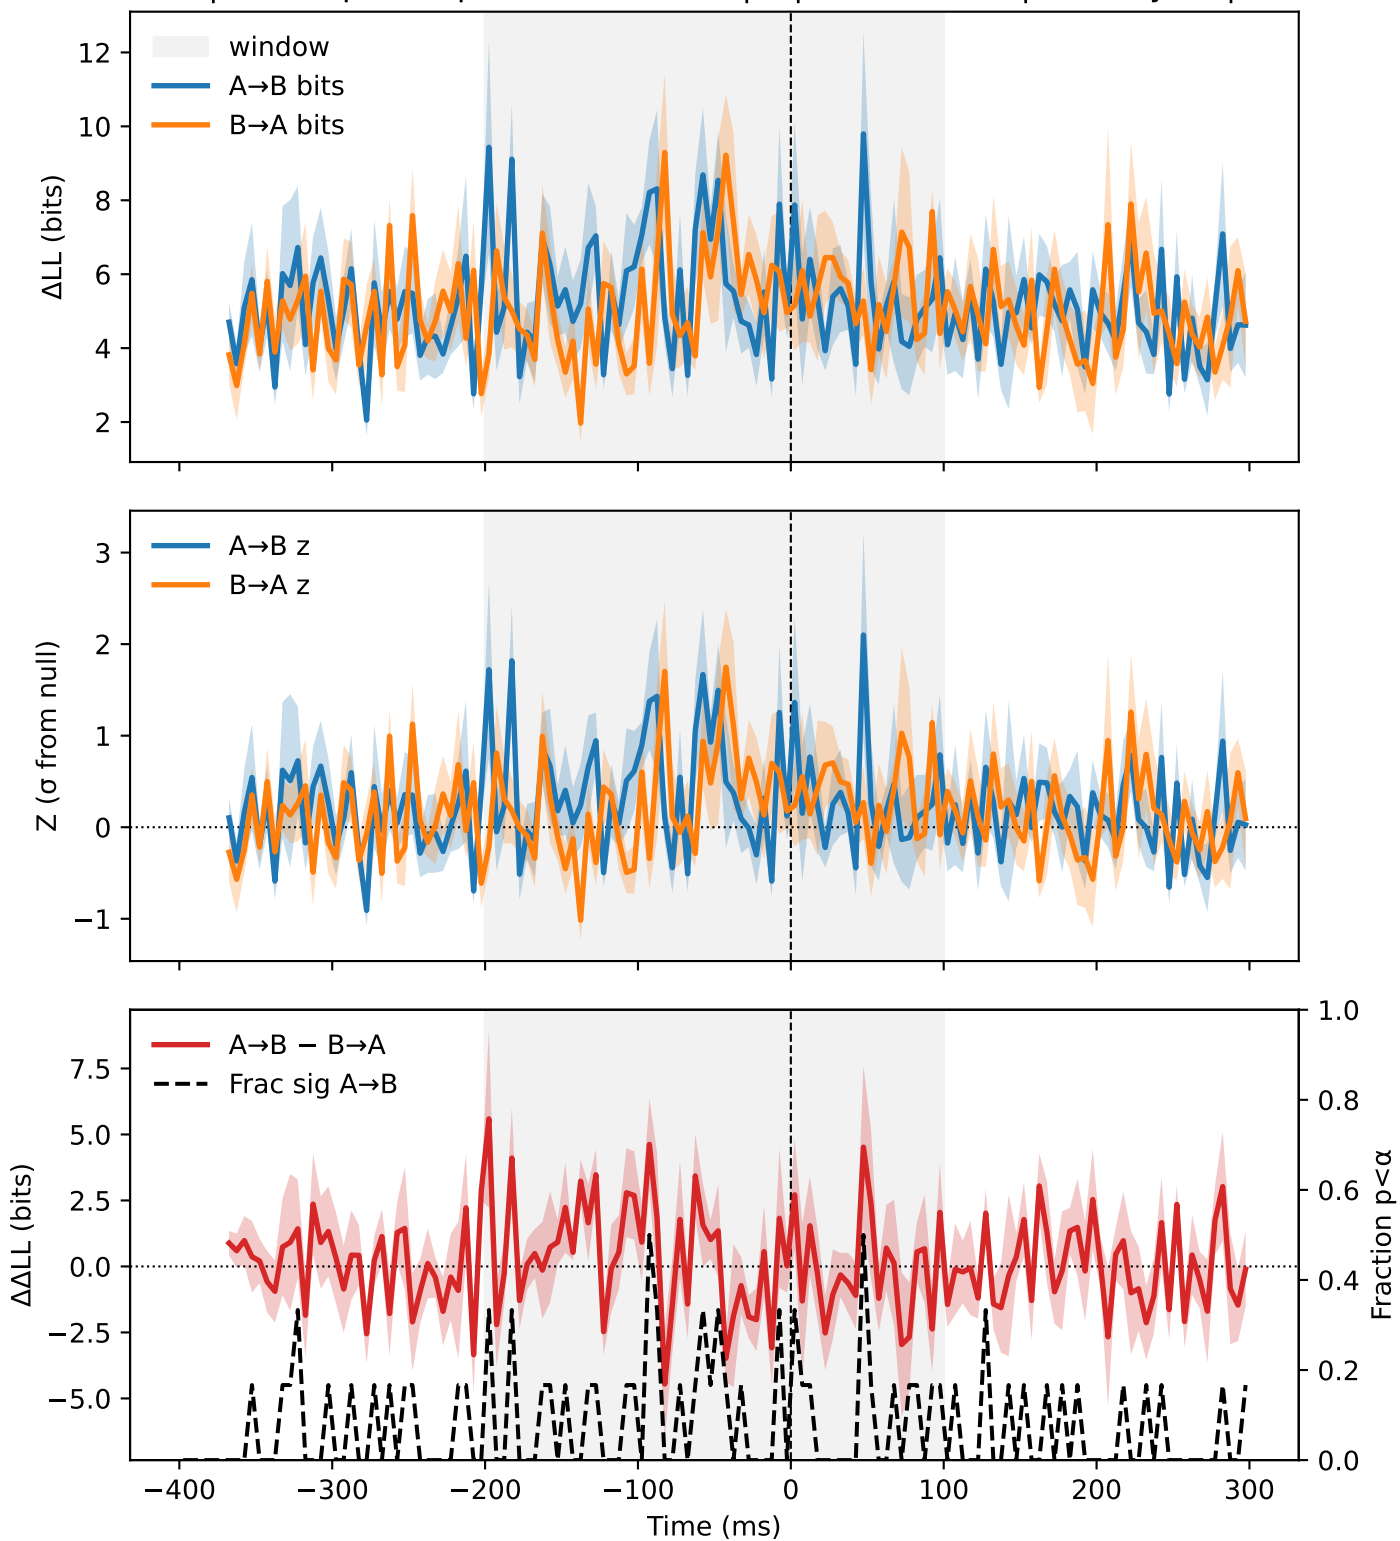 12
10
8
6
4
2
ΔLL (bits)
window
A→B bits
B→A bits
3
2
1
0
−1
Z (σ from null)
A→B z
B→A z
7.5
5.0
2.5
0.0
−2.5
−5.0
ΔΔLL (bits)
A→B − B→A
Frac sig A→B
1.0
0.8
0.6
0.4
0.2
0.0
Fraction p<α
−400 −300 −200 −100 0 100 200 300
Time (ms)